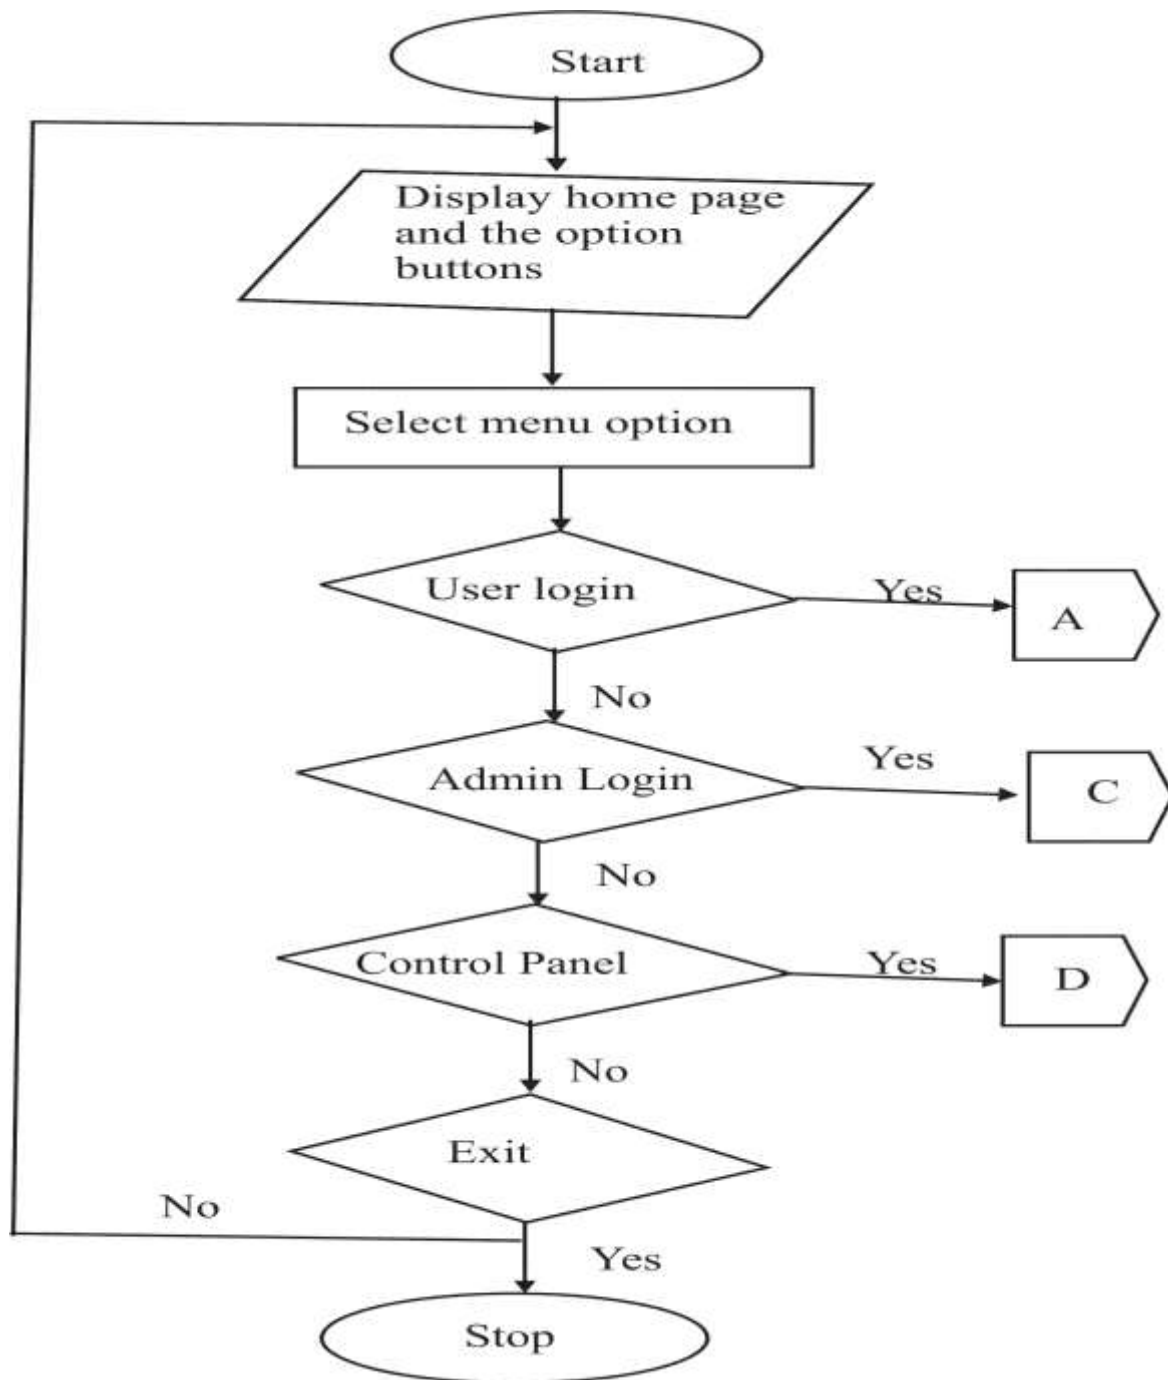 Start
Display home page
and the option
buttons
Select menu option
User login
Yes
A
No
Admin Login
Yes
C
No
Control Panel
Yes
D
No
Exit
No
Yes
Stop